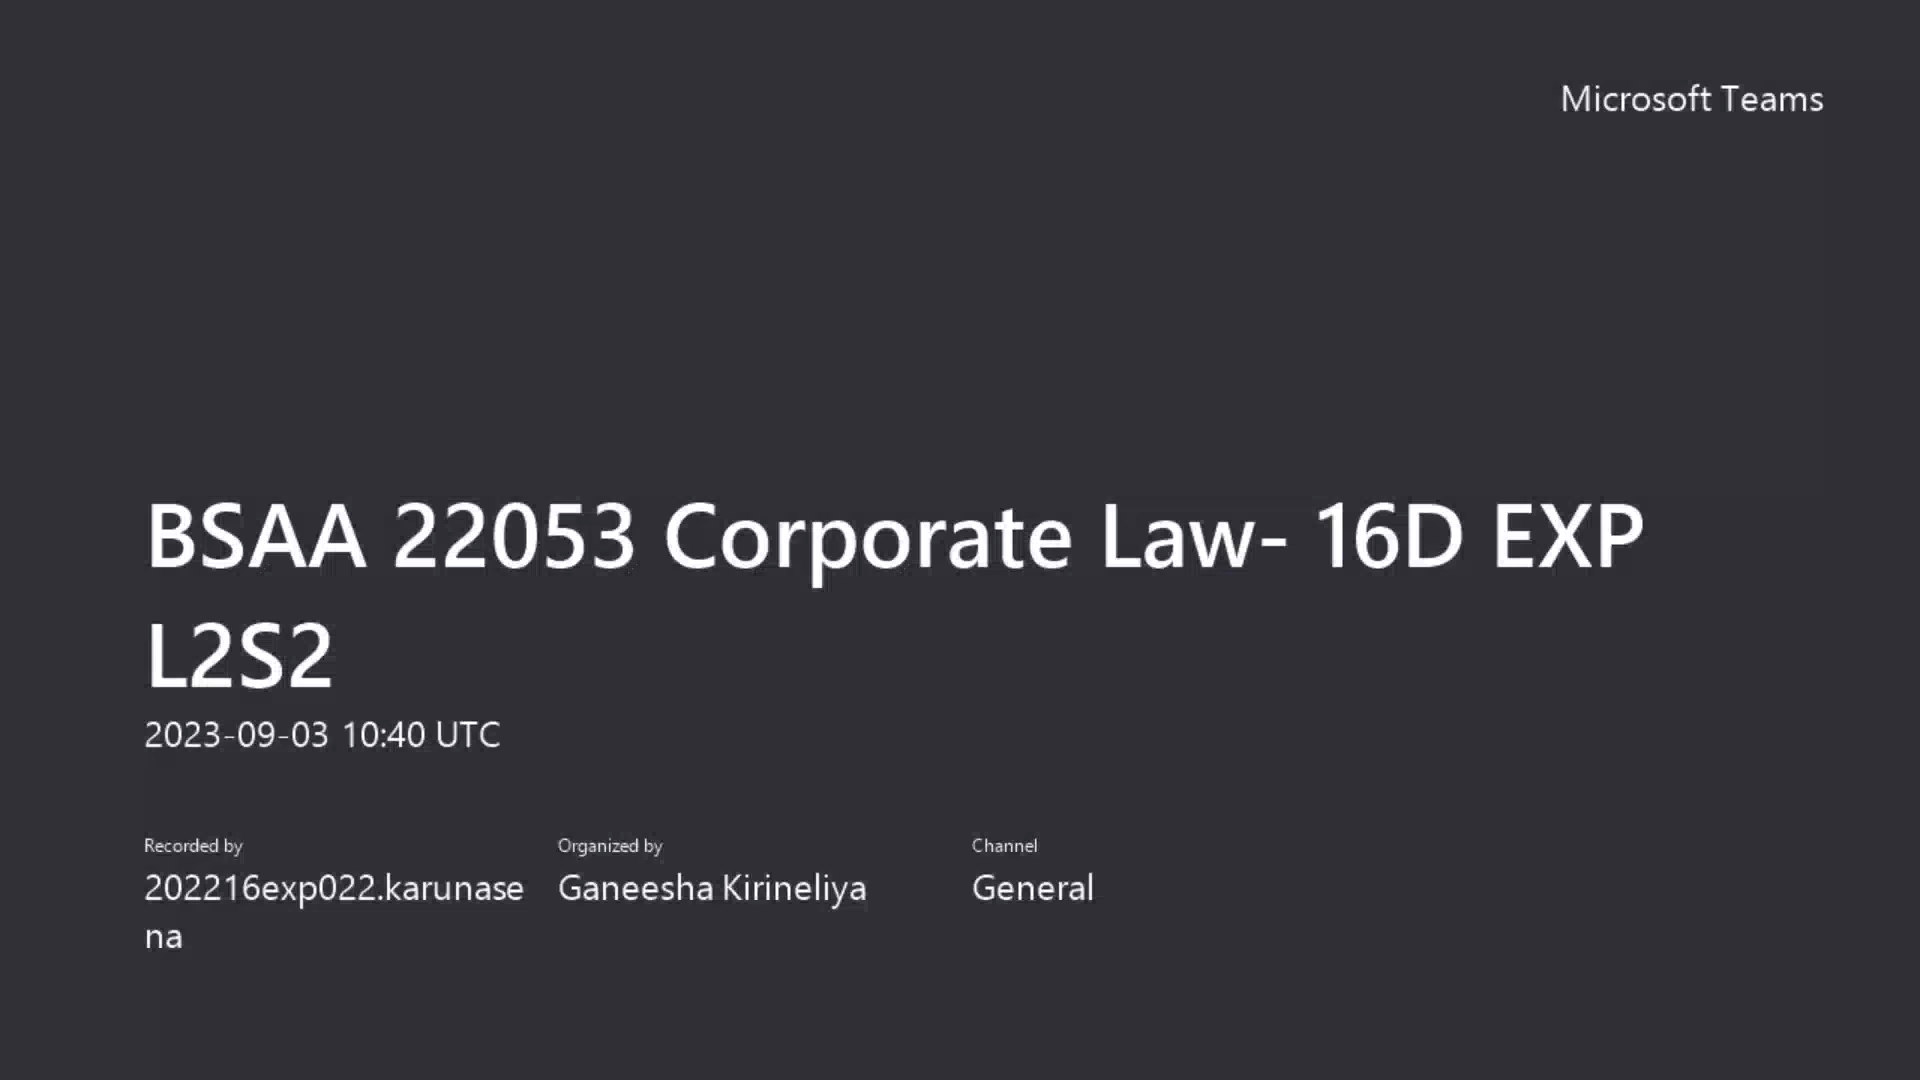 Microsoft Teams
BSAA 22053 Corporate Law- 16D EXP
L2S2
2023-09-03 10:40 UTC
Recorded by
202216exp022.karunase
na
Organized by
Ganeesha Kirineliya
Channel
General